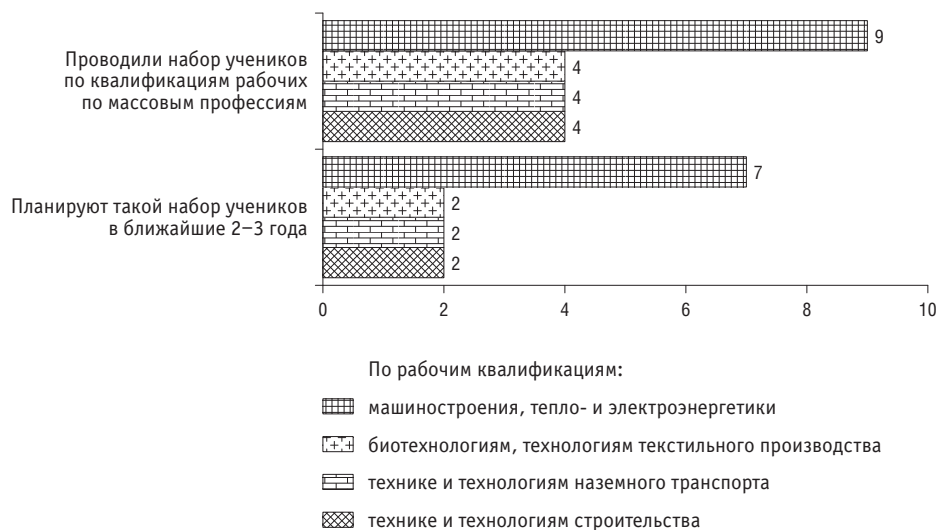 Проводили набор учеников
по квалификациям рабочих
по массовым профессиям
9
4
4
4
Планируют такой набор учеников
в ближайшие 2–3 года
7
2
2
2
0 2 4 6 8 10
По рабочим квалификациям:
машиностроения, тепло- и электроэнергетики
биотехнологиям, технологиям текстильного производства
технике и технологиям наземного транспорта
технике и технологиям строительства